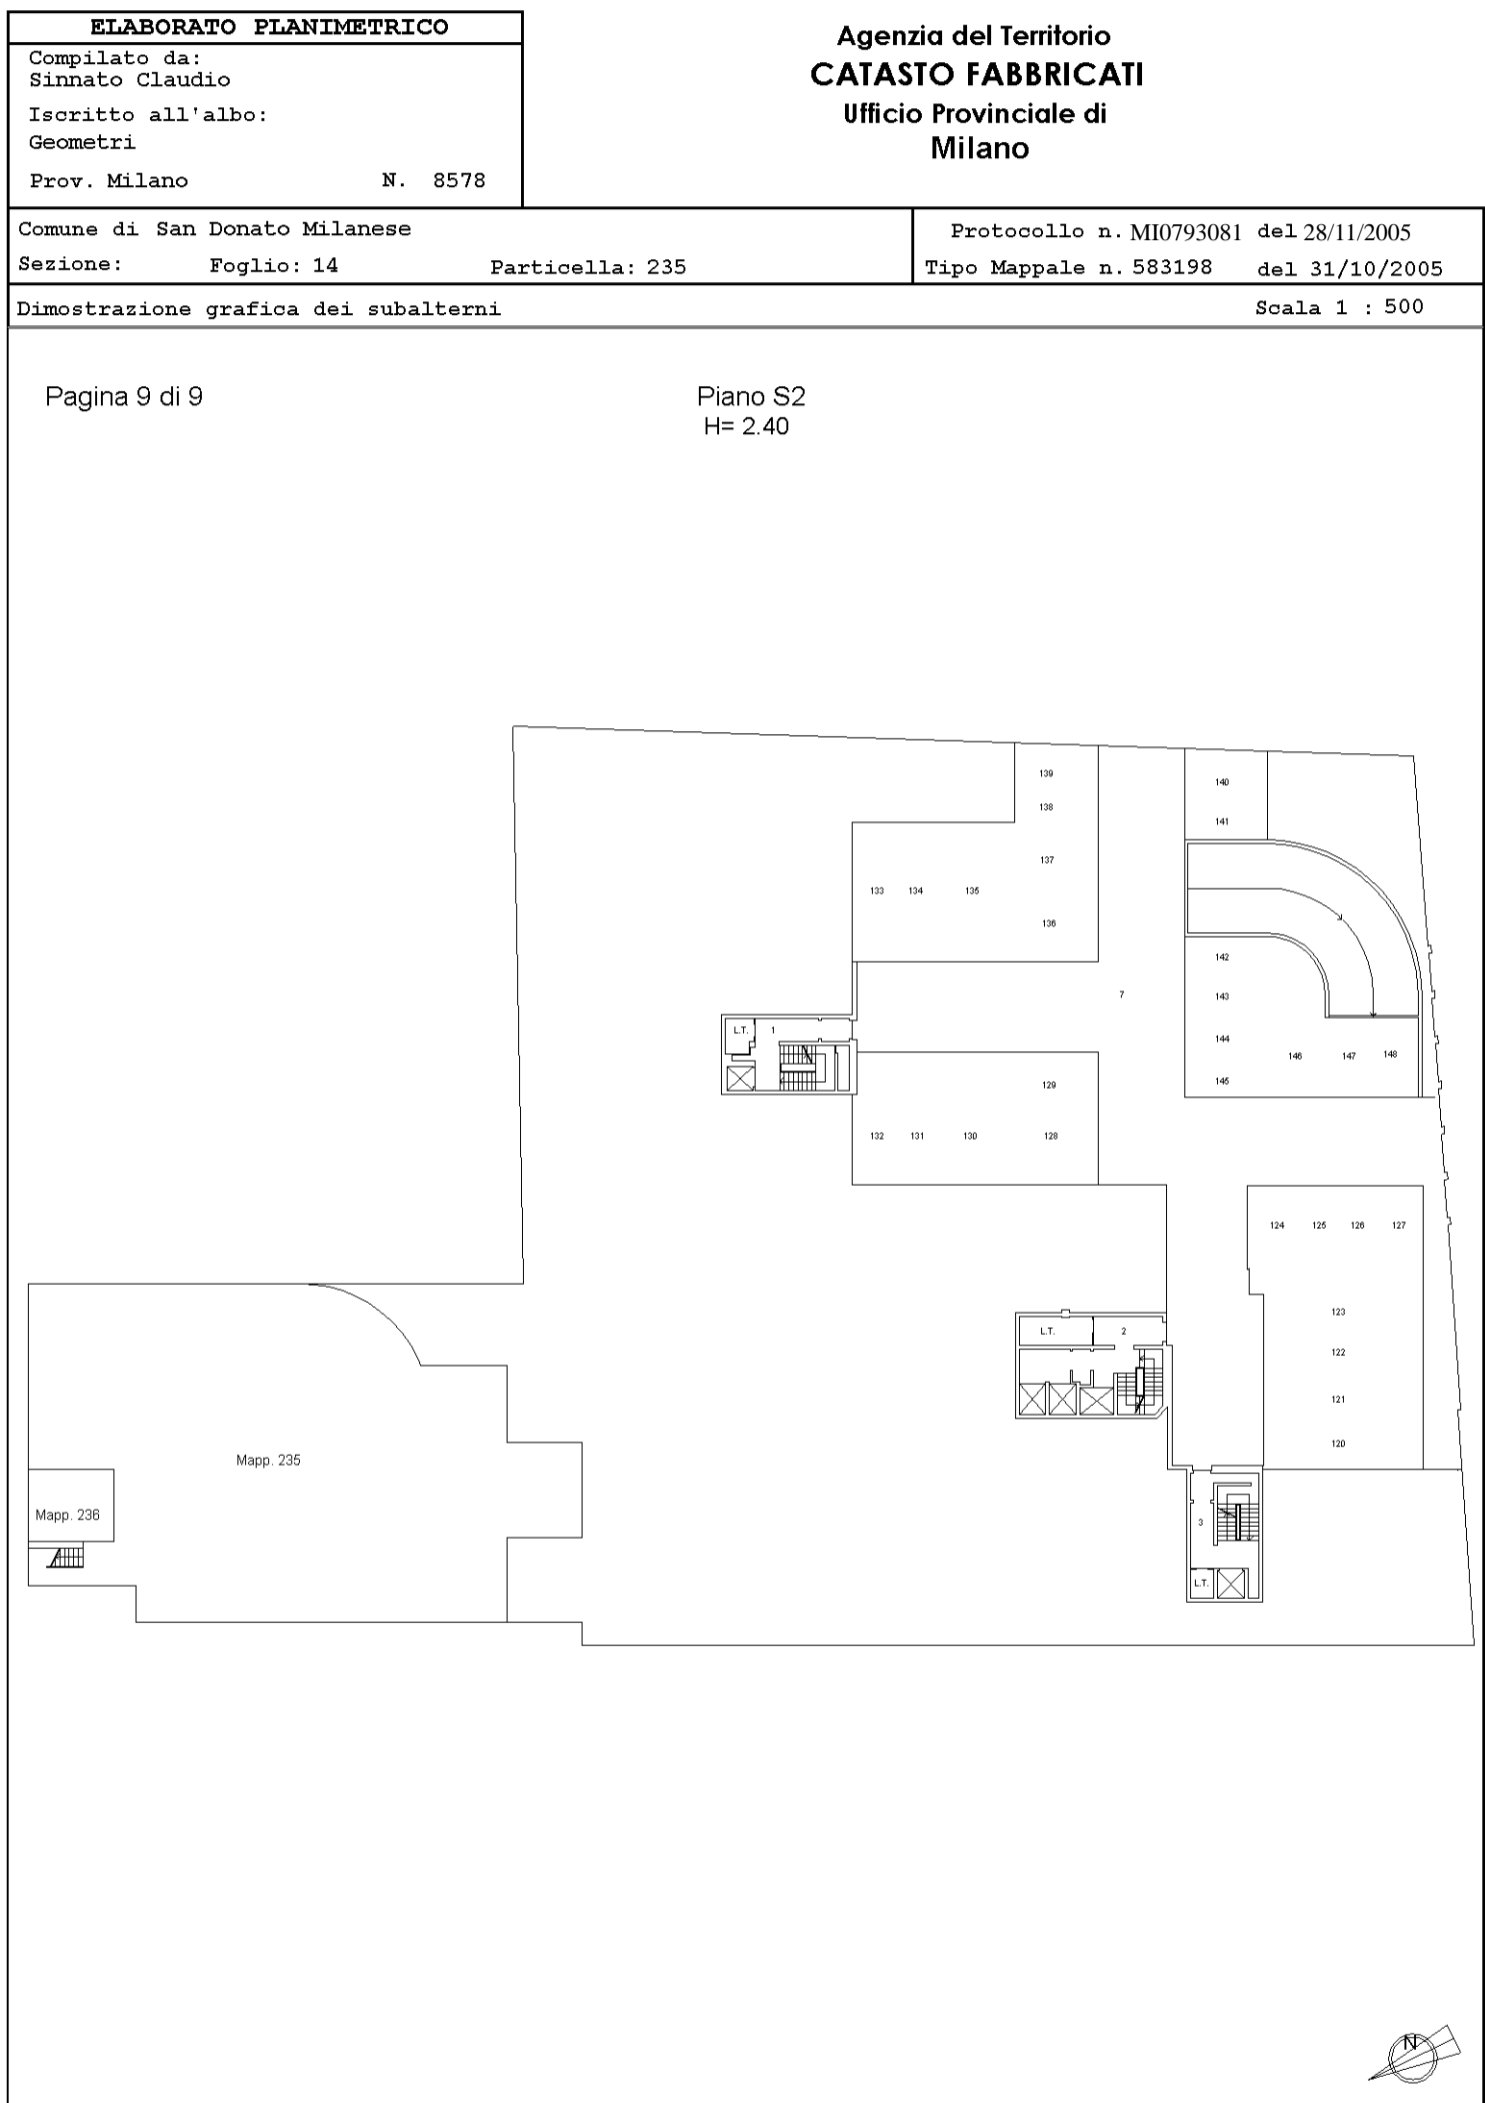 ELABORATO PLANIMETRICO
Compilato da:
Sinnato Claudio
Iscritto all'albo:
Geometri
Prov. Milano N. 8578
Agenzia del Territorio
CATASTO FABBRICATI
Ufficio Provinciale di
Milano
Comune di San Donato Milanese
Sezione: Foglio: 14 Particella: 235
Protocollo n. MI0793081 del 28/11/2005
Tipo Mappale n. 583198 del 31/10/2005
Dimostrazione grafica dei subalterni Scala 1 : 500
Pagina 9 di 9
Piano S2
H= 2.40
139
138
137
133 134 135
136
140
141
142
143
144
145
146 147 148
7
L.T. 1
129
132 131 130 128
124 125 126 127
123
122
121
120
L.T. 2
3
L.T.
Mapp. 235
Mapp. 236
N